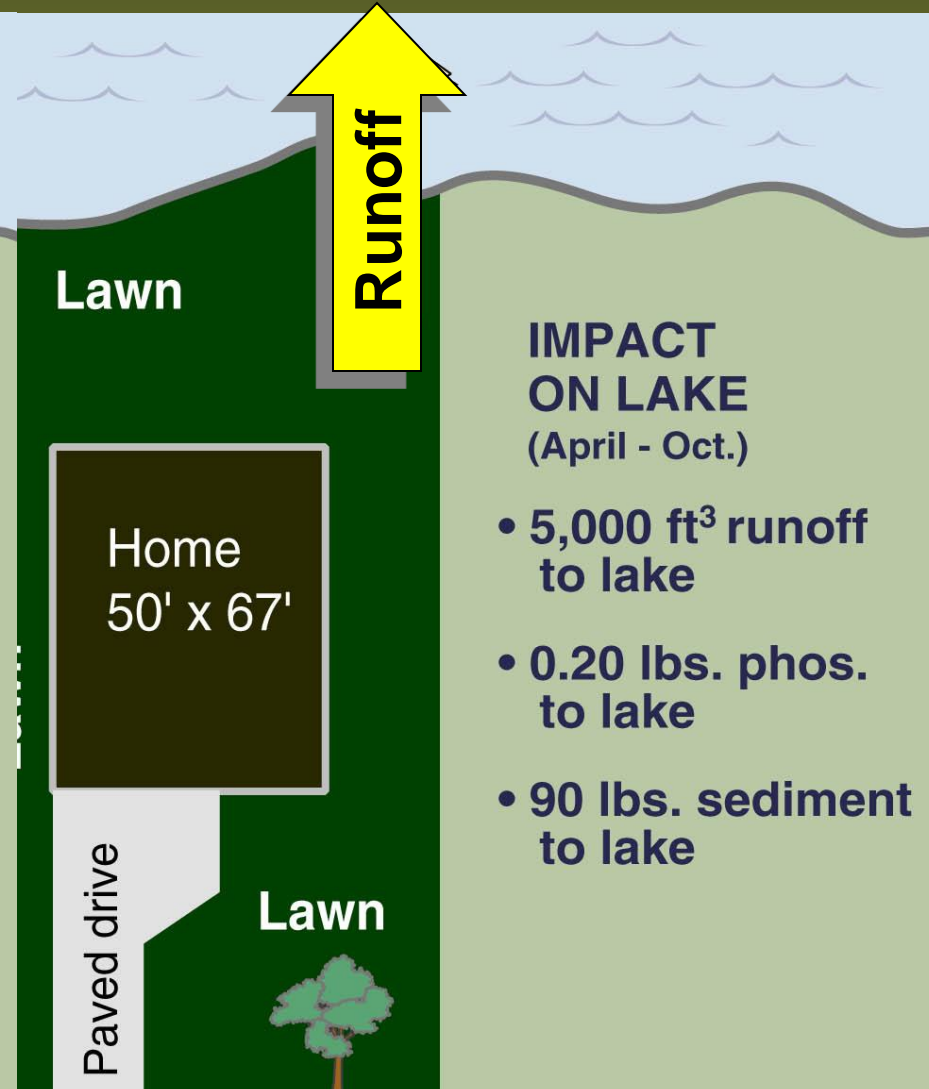 Runoff
Lawn
IMPACT
ON LAKE
(April - Oct.)
• 5,000 ft³ runoff
to lake
• 0.20 lbs. phos.
to lake
• 90 lbs. sediment
to lake
Home
50' x 67'
Paved drive
Lawn